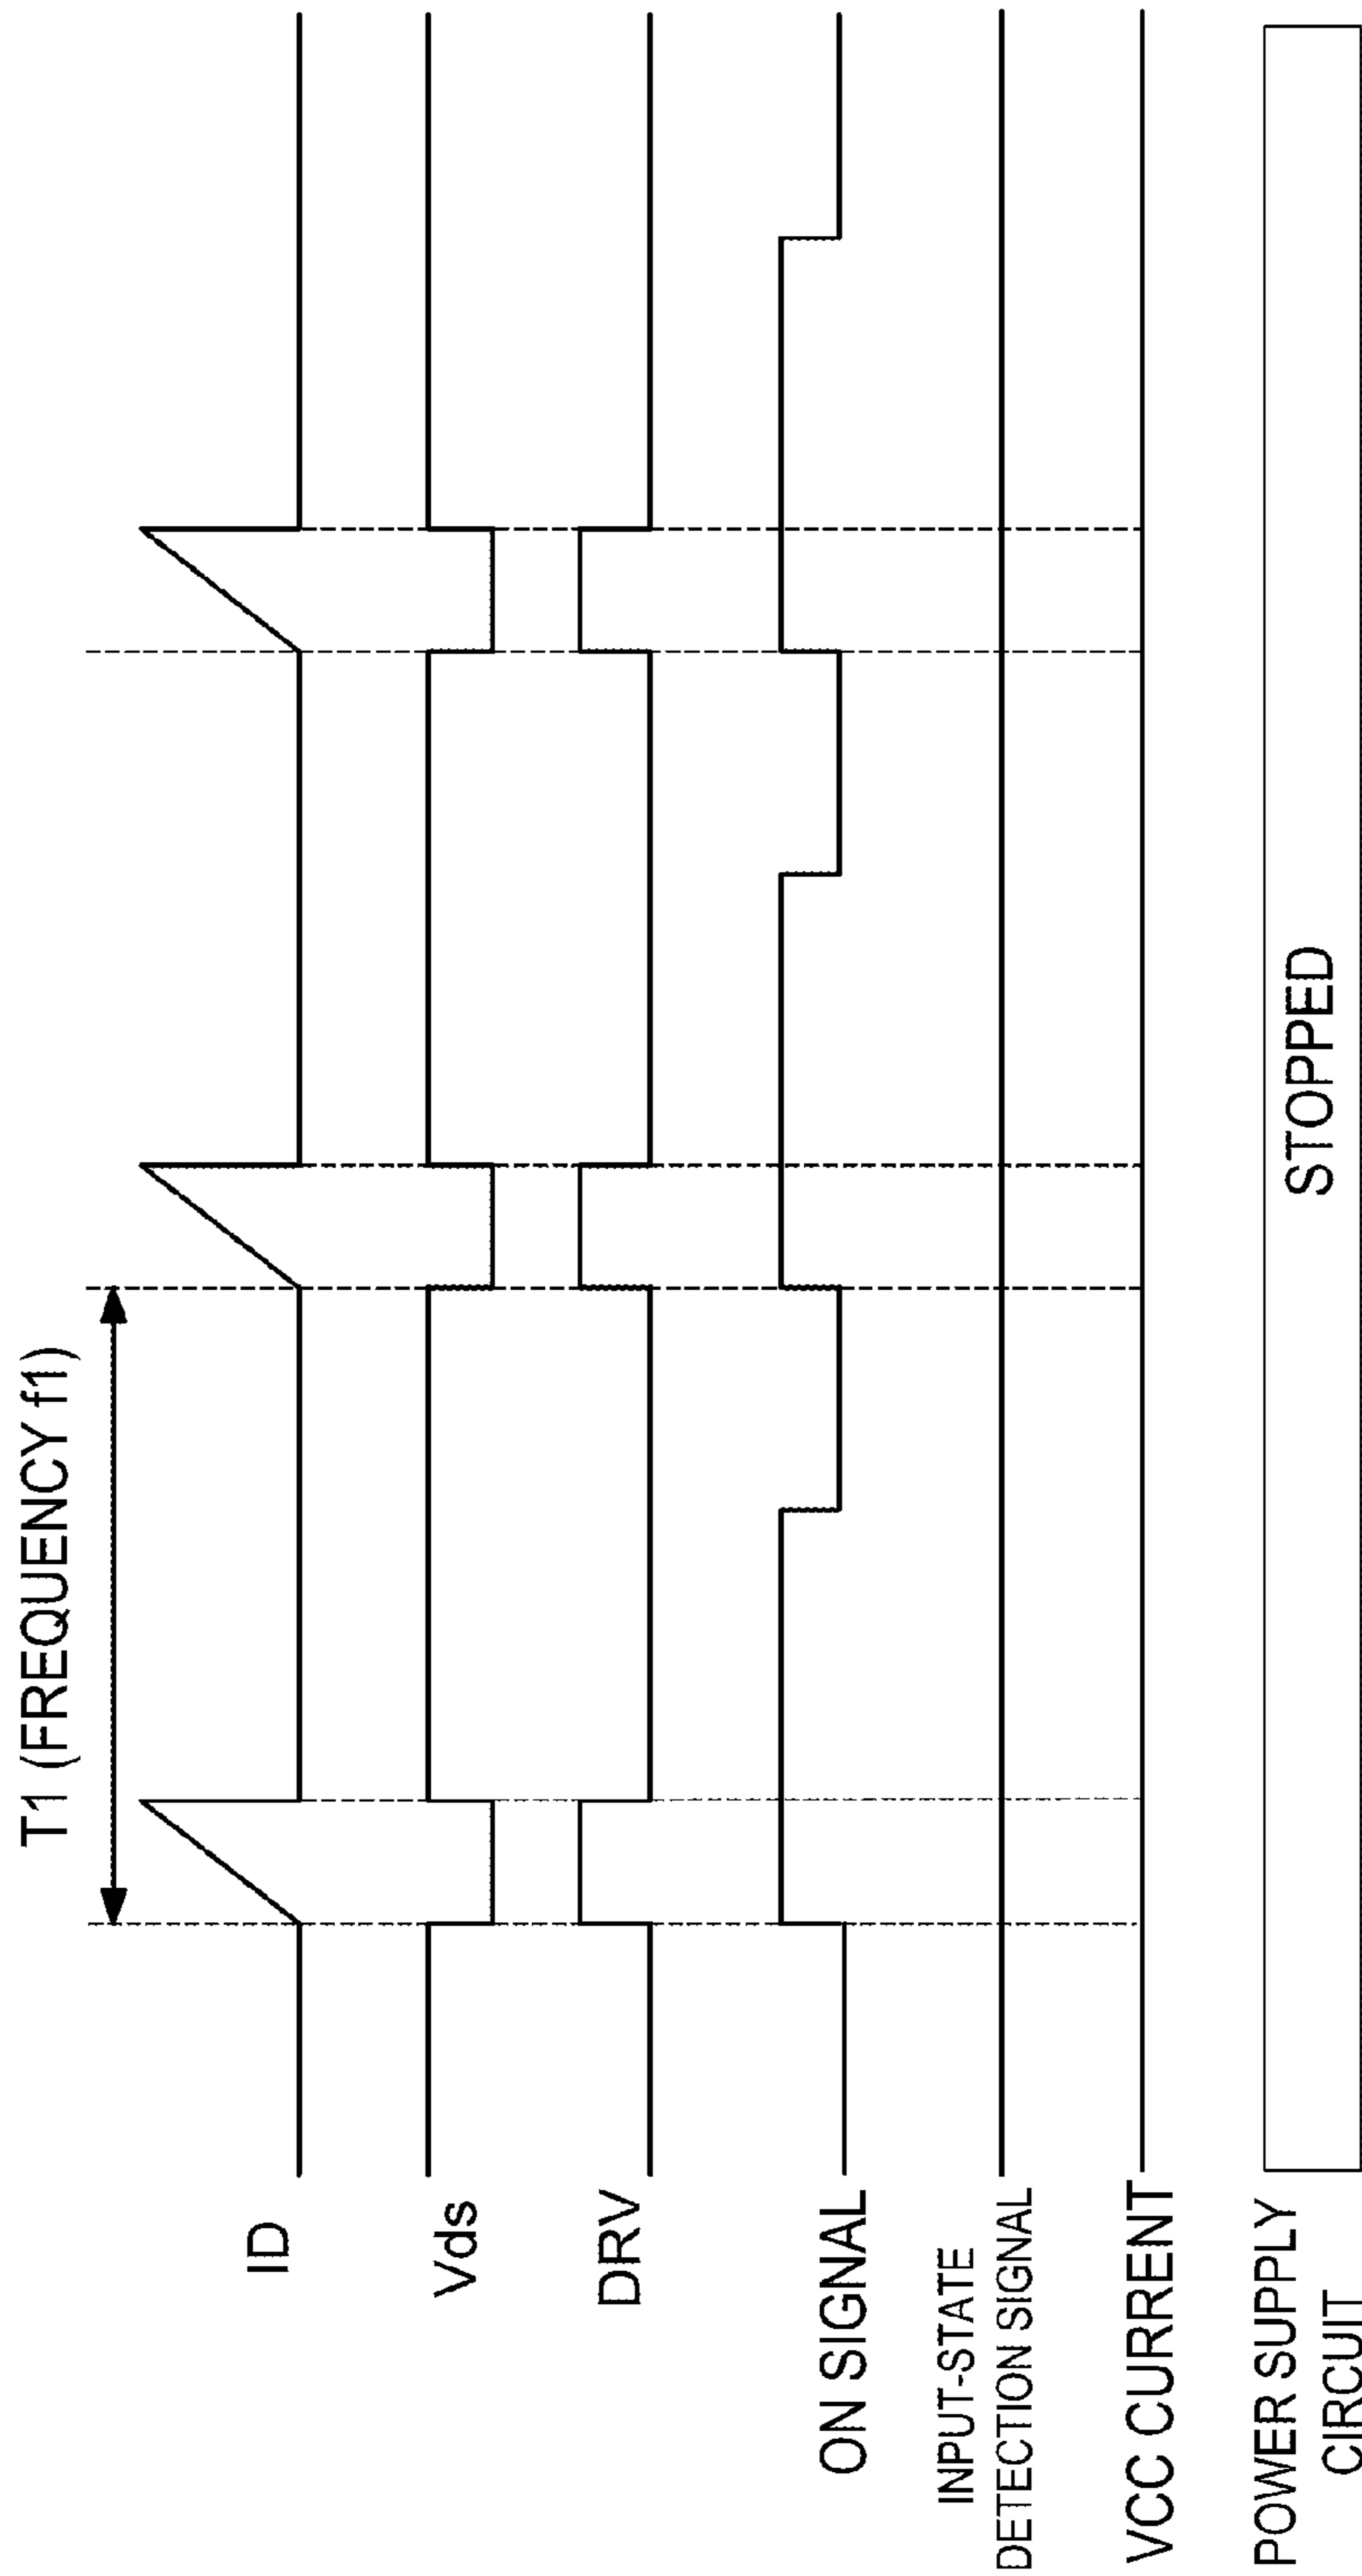 T1 (FREQUENCY f1)
ID
Vds
DRV
ON SIGNAL
INPUT-STATE
DETECTION SIGNAL
VCC CURRENT
POWER SUPPLY
CIRCUIT
STOPPED